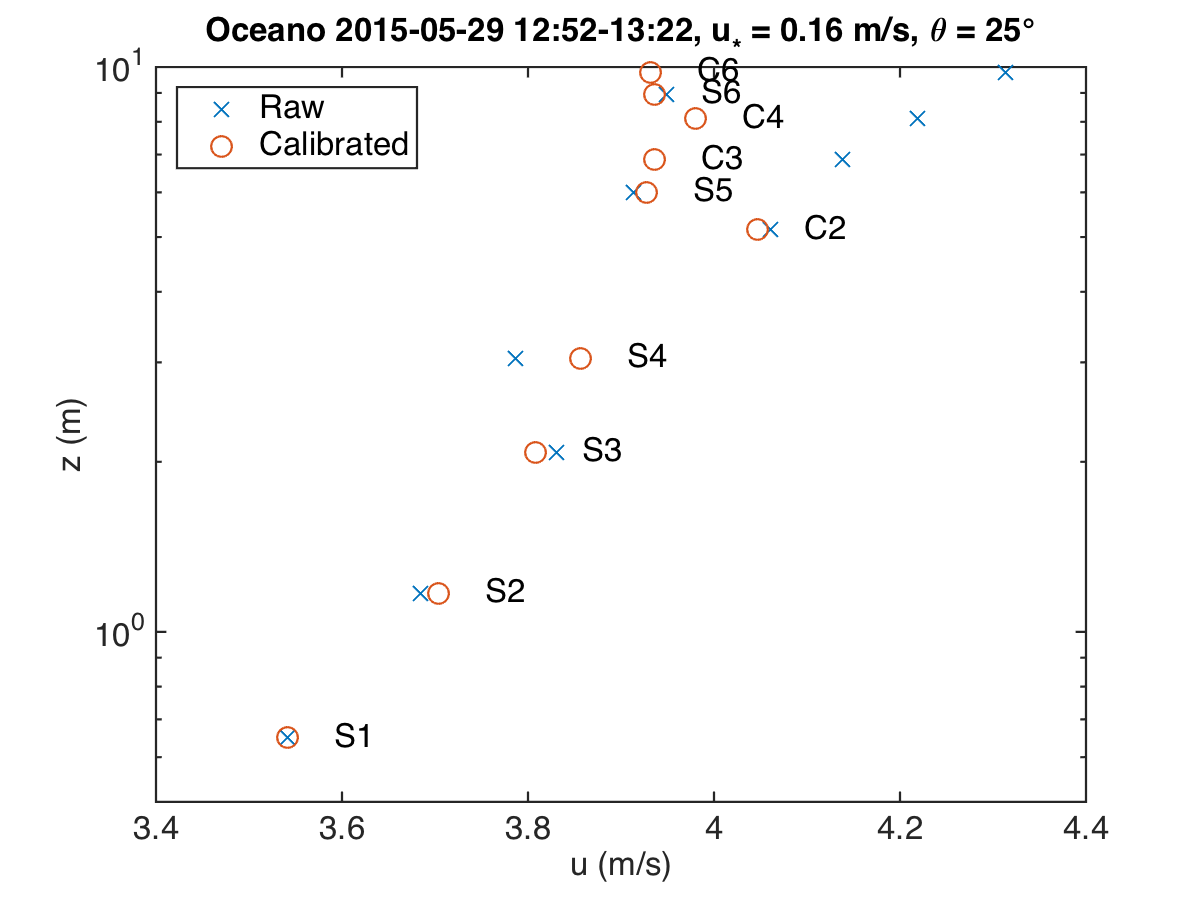 Oceano 2015-05-29 12:52-13:22, u* = 0.16 m/s, θ = 25°
10^1
Raw
Calibrated
C6
S6
C4
C3
S5
C2
S4
S3
S2
10^0
S1
z (m)
3.4 3.6 3.8 4 4.2 4.4
u (m/s)